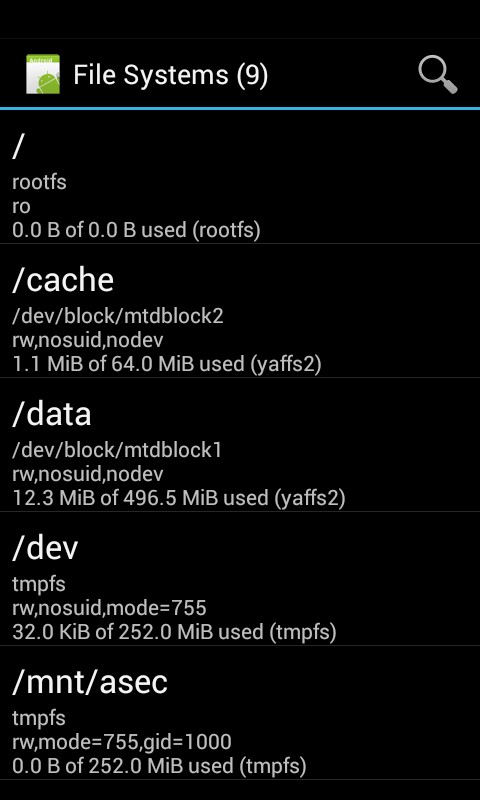 Android
File Systems (9)
/
rootfs
ro
0.0 B of 0.0 B used (rootfs)
/cache
/dev/block/mtdblock2
rw,nosuid,nodev
1.1 MiB of 64.0 MiB used (yaffs2)
/data
/dev/block/mtdblock1
rw,nosuid,nodev
12.3 MiB of 496.5 MiB used (yaffs2)
/dev
tmpfs
rw,nosuid,mode=755
32.0 KiB of 252.0 MiB used (tmpfs)
/mnt/asec
tmpfs
rw,mode=755,gid=1000
0.0 B of 252.0 MiB used (tmpfs)